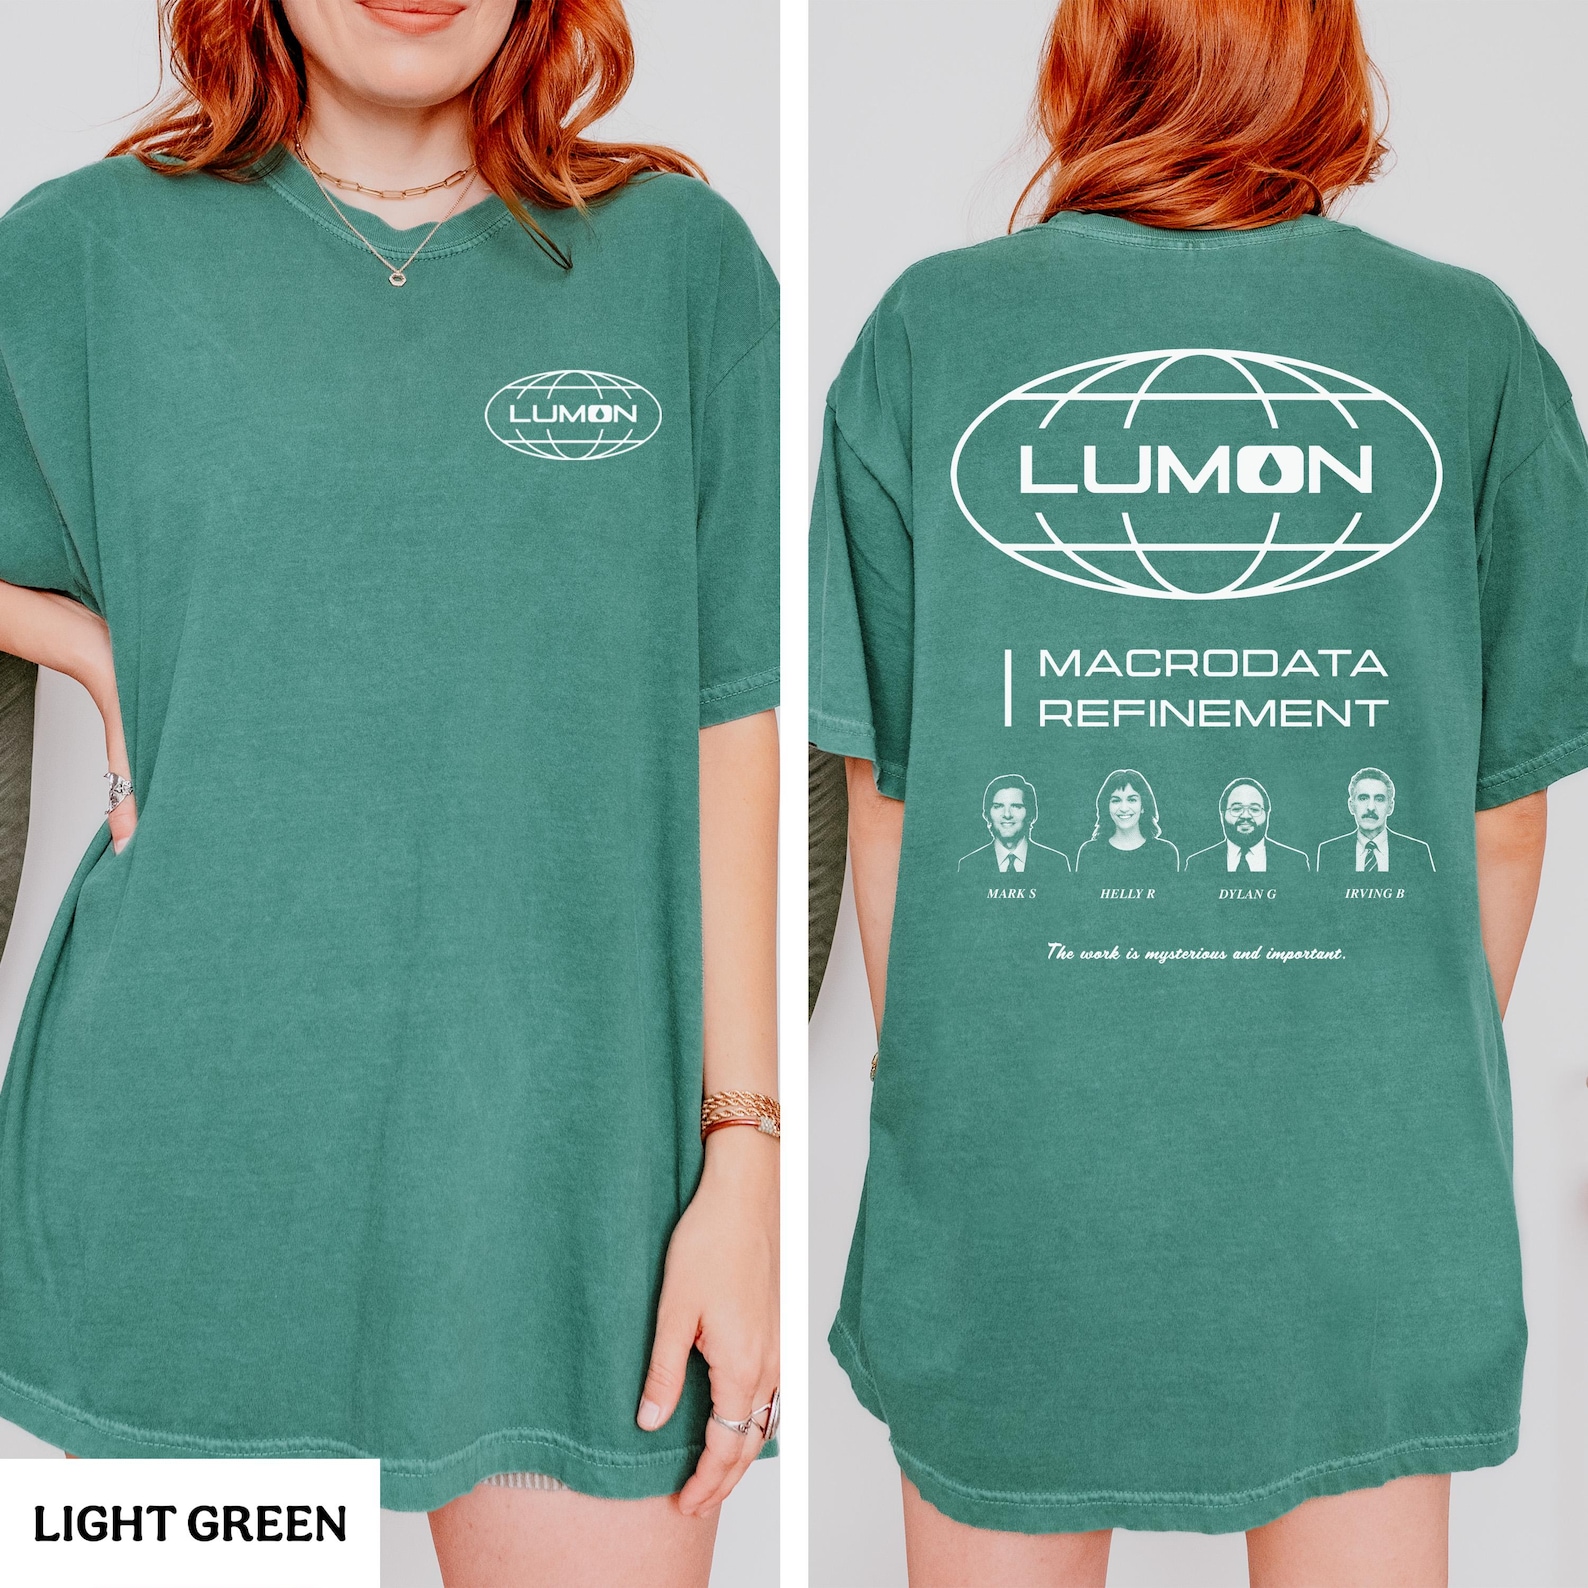 LUMON
LUMON
MACRODATA
REFINEMENT
MARK S
HELLY R
DYLAN G
IRVING B
The work is mysterious and important.
LIGHT GREEN